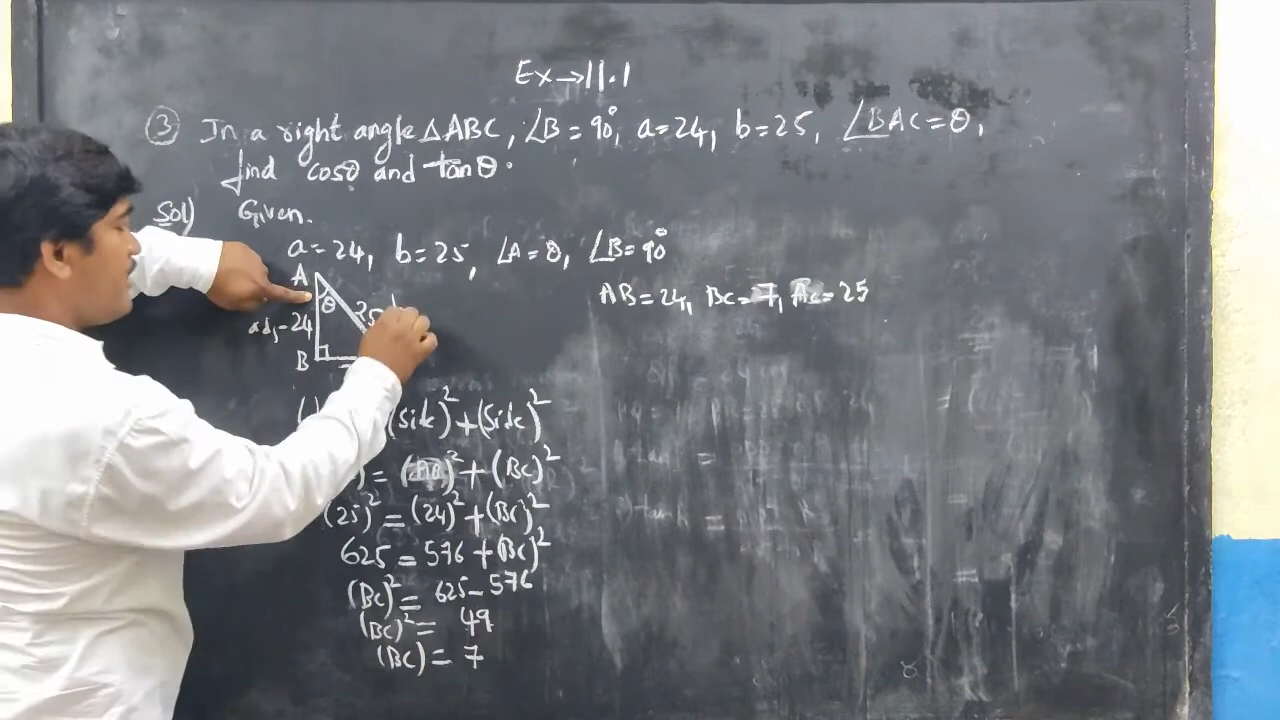 Ex→11.1
③ In a right angle △ABC, ∠B = 90°, a=24, b=25, ∠BAC=θ,
find cosθ and tanθ.
Sol) Given.
a=24, b=25, ∠A=θ, ∠B=90°
A
AB=24, BC=7, AC=25
θ 25
adj-24
B
(Side)²+(Side)²
= (AB)²+(BC)²
(25)²=(24)²+(BC)²
625=576+(BC)²
(BC)²= 625-576
(BC)²= 49
(BC)= 7